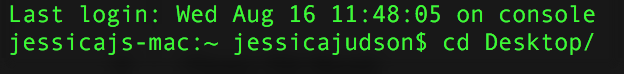 Last login: Wed Aug 16 11:48:05 on console
jessicajs-mac:~ jessicajudson$ cd Desktop/